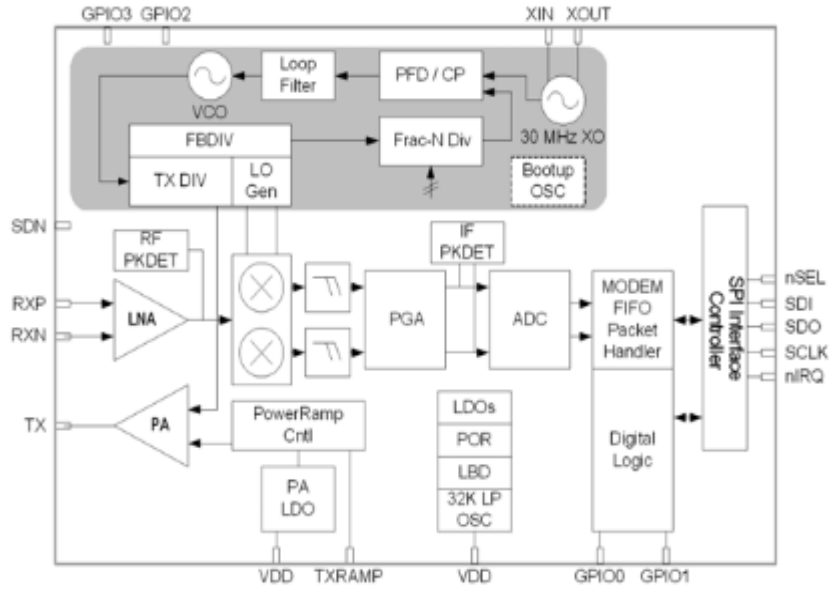 GPIO3 GPIO2 XIN XOUT
Loop
Filter
PFD / CP
VCO
30 MHz XO
FBDIV
Frac-N Div
TX DIV
LO
Gen
Bootup
OSC
SDN
RF
PKDET
IF
PKDET
RXP
RXN
LNA
PGA
ADC
MODEM
FIFO
Packet
Handler
SPI Interface
Controller
nSEL
SDI
SDO
SCLK
nIRQ
TX
PA
PowerRamp
Cntl
PA
LDO
LDOs
POR
LBD
32K LP
OSC
Digital
Logic
VDD TXRAMP VDD GPIO0 GPIO1